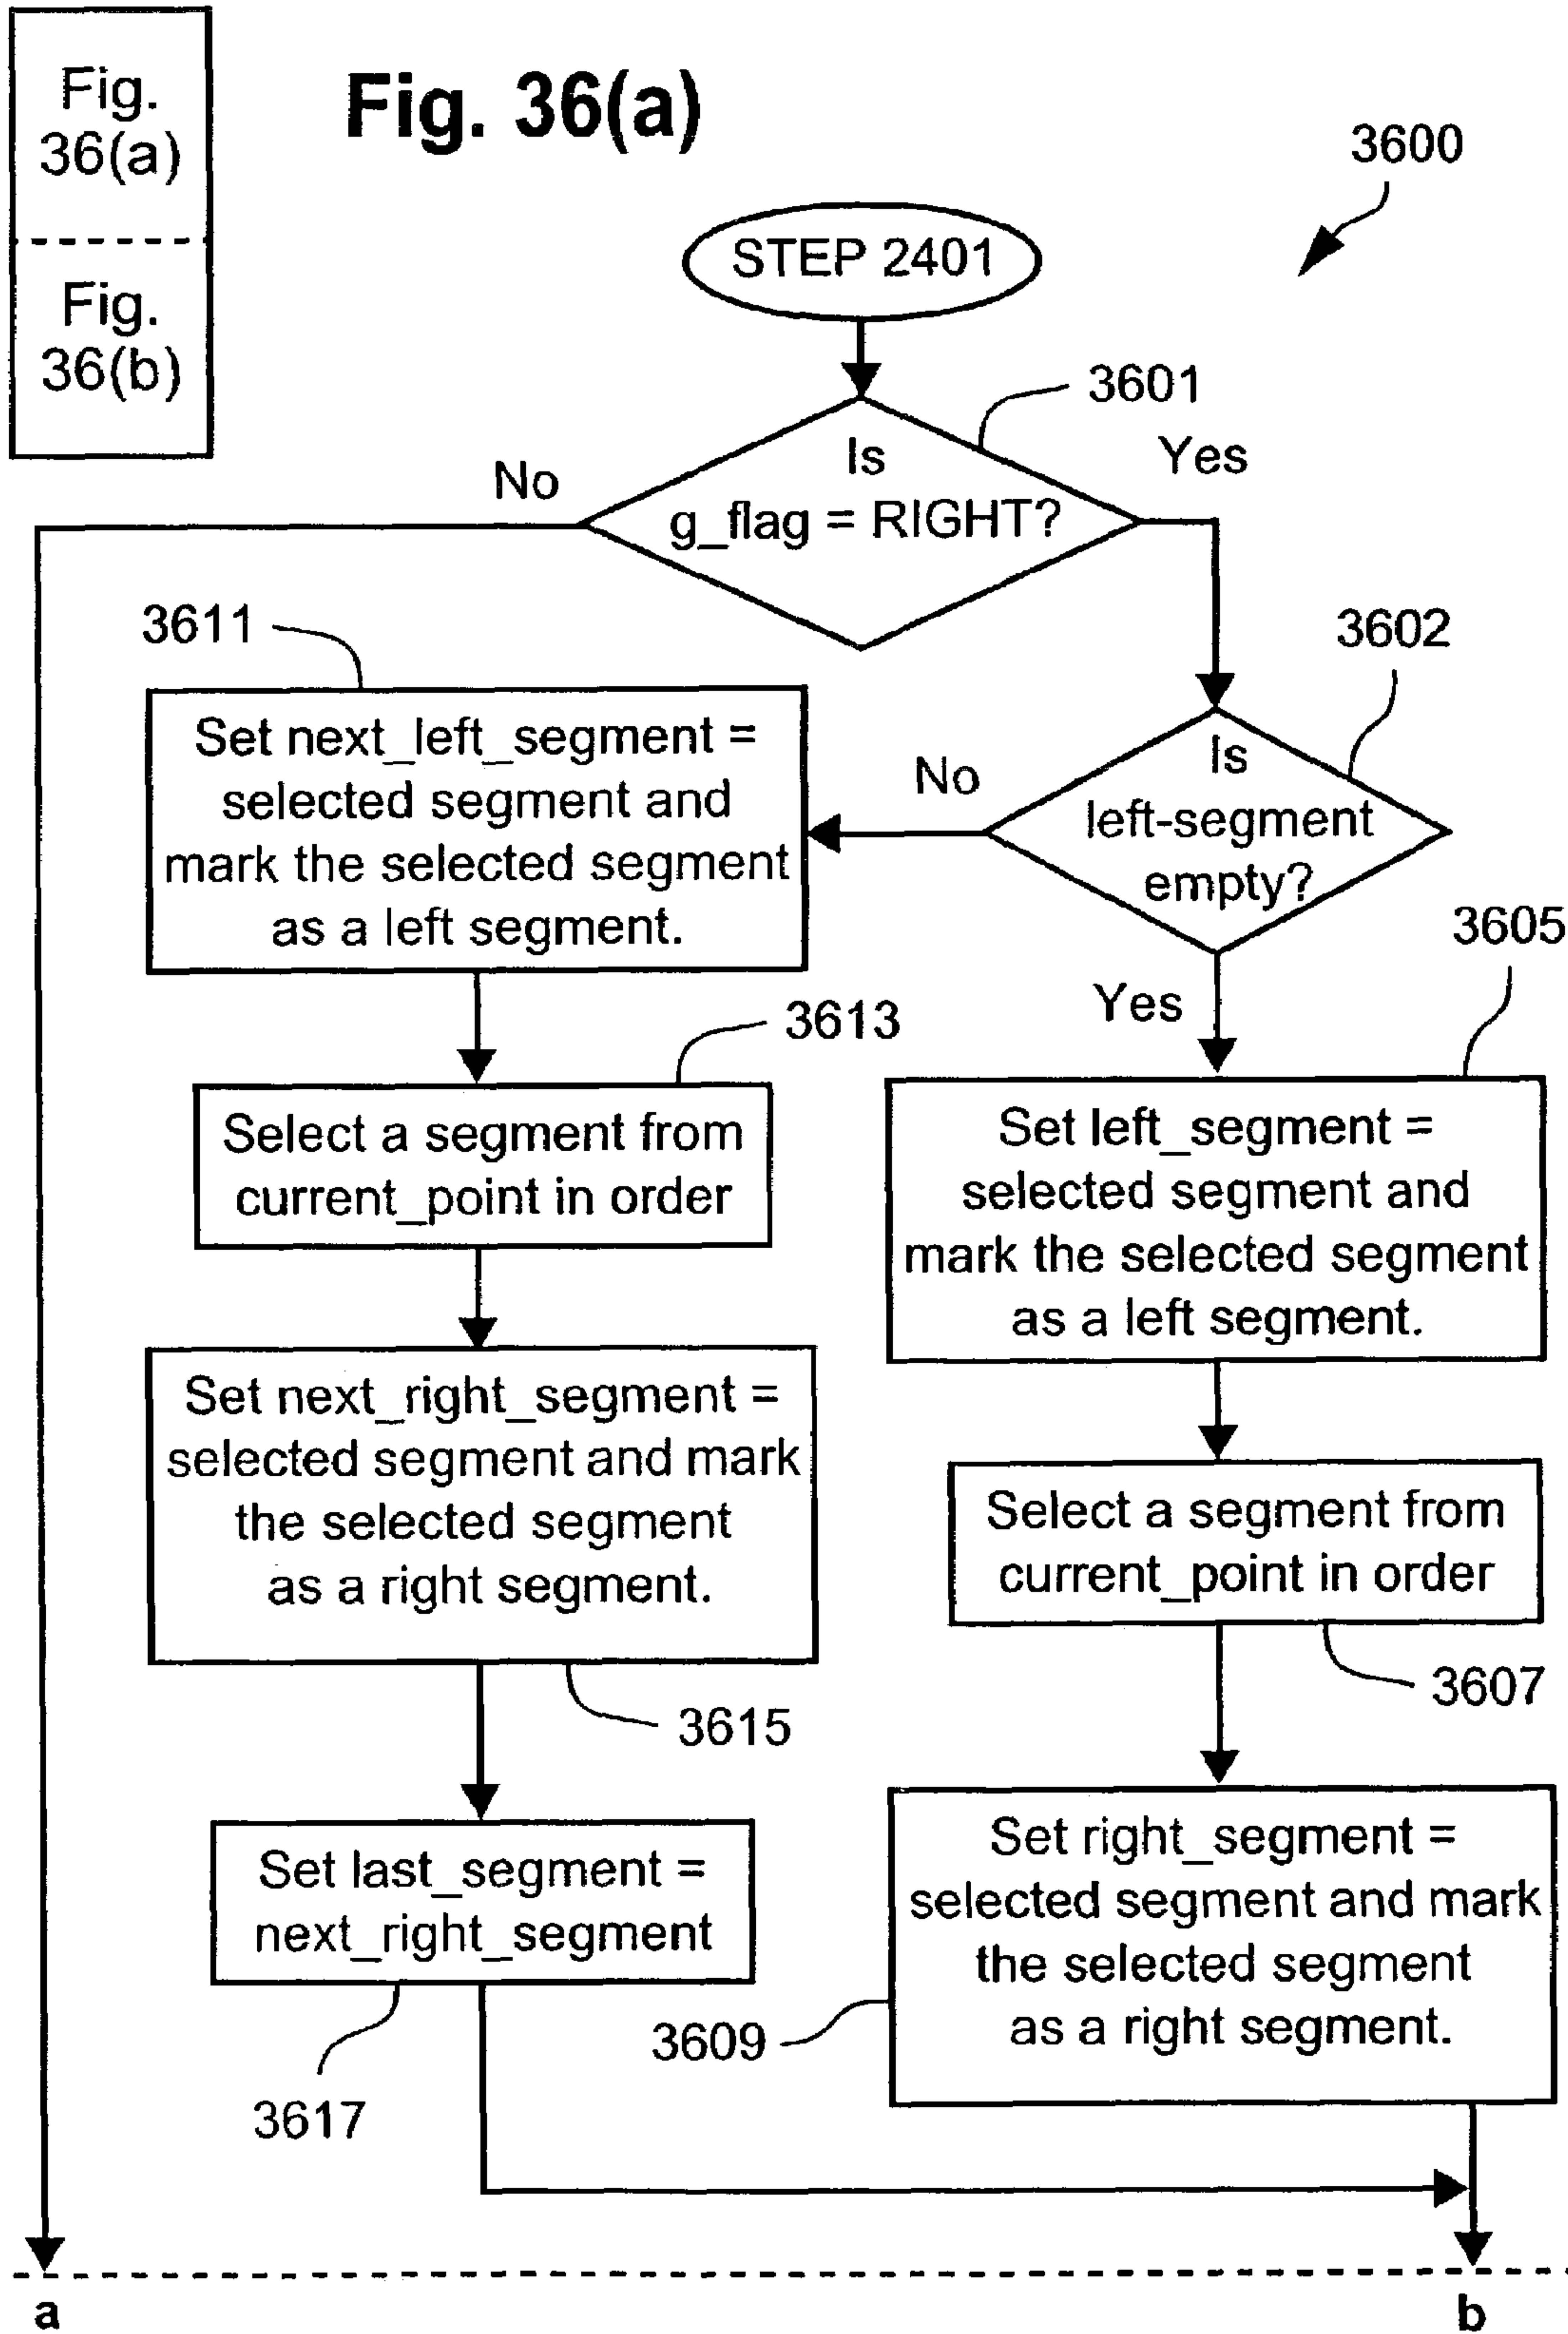 Fig.
36(a)
Fig.
36(b)
Fig. 36(a)
3600
STEP 2401
3601
Is
g_flag = RIGHT?
No
Yes
3602
Is
left-segment
empty?
No
Yes
3611
Set next_left_segment =
selected segment and
mark the selected segment
as a left segment.
3605
Set left_segment =
selected segment and
mark the selected segment
as a left segment.
3613
Select a segment from
current_point in order
3607
Select a segment from
current_point in order
3615
Set next_right_segment =
selected segment and mark
the selected segment
as a right segment.
3609
Set right_segment =
selected segment and mark
the selected segment
as a right segment.
3617
Set last_segment =
next_right_segment
a
b